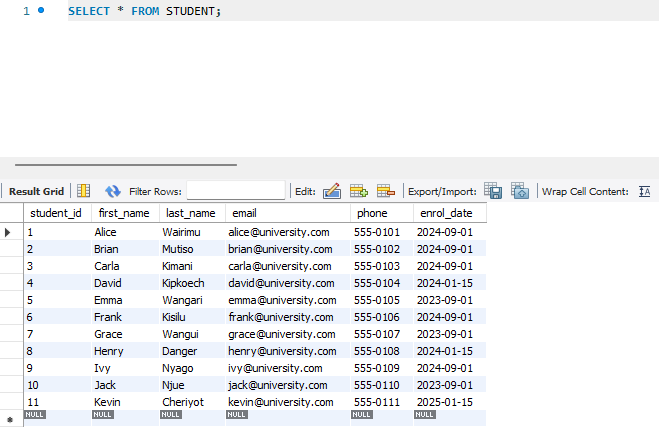 1 SELECT * FROM STUDENT;
Result Grid Filter Rows: Edit: Export/Import: Wrap Cell Content:
student_id first_name last_name email phone enrol_date
1 Alice Wairimu alice@university.com 555-0101 2024-09-01
2 Brian Mutiso brian@university.com 555-0102 2024-09-01
3 Carla Kimani carla@university.com 555-0103 2024-09-01
4 David Kipkoech david@university.com 555-0104 2024-01-15
5 Emma Wangari emma@university.com 555-0105 2023-09-01
6 Frank Kisilu frank@university.com 555-0106 2024-09-01
7 Grace Wangui grace@university.com 555-0107 2023-09-01
8 Henry Danger henry@university.com 555-0108 2024-01-15
9 Ivy Nyago ivy@university.com 555-0109 2024-09-01
10 Jack Njue jack@university.com 555-0110 2023-09-01
11 Kevin Cheriyot kevin@university.com 555-0111 2025-01-15
NULL NULL NULL NULL NULL NULL